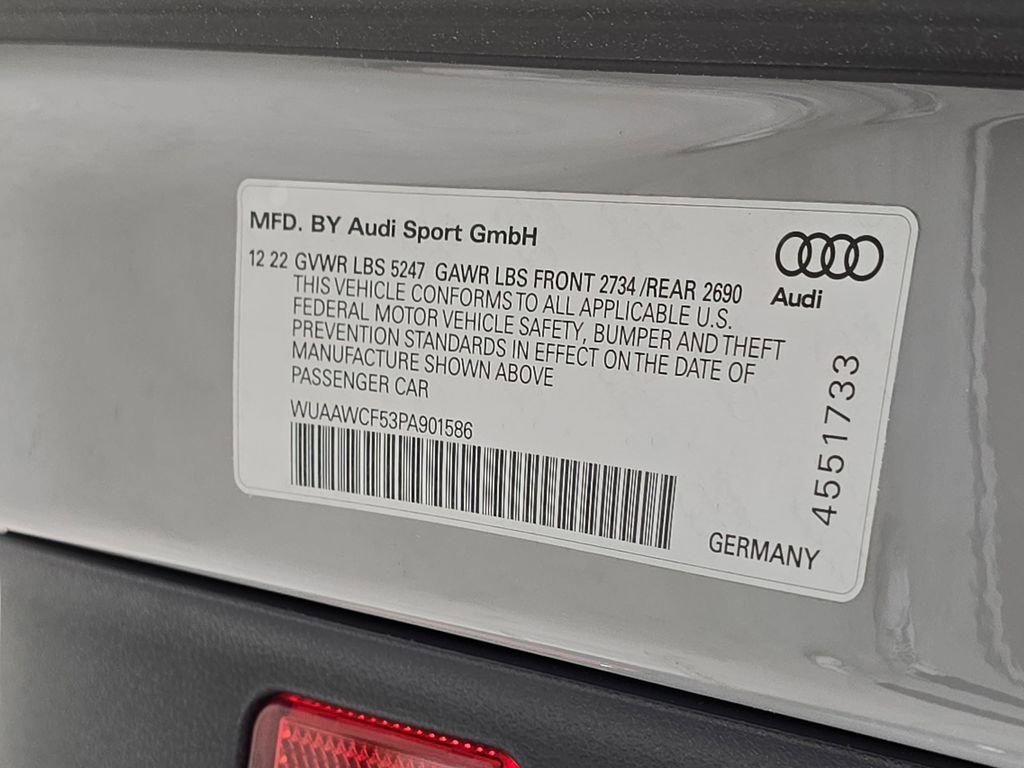 MFD. BY Audi Sport GmbH
12 22 GVWR LBS 5247 GAWR LBS FRONT 2734 /REAR 2690
THIS VEHICLE CONFORMS TO ALL APPLICABLE U.S.
FEDERAL MOTOR VEHICLE SAFETY, BUMPER AND THEFT
PREVENTION STANDARDS IN EFFECT ON THE DATE OF
MANUFACTURE SHOWN ABOVE
PASSENGER CAR
WUAAWCF53PA901586
Audi
4551733
GERMANY